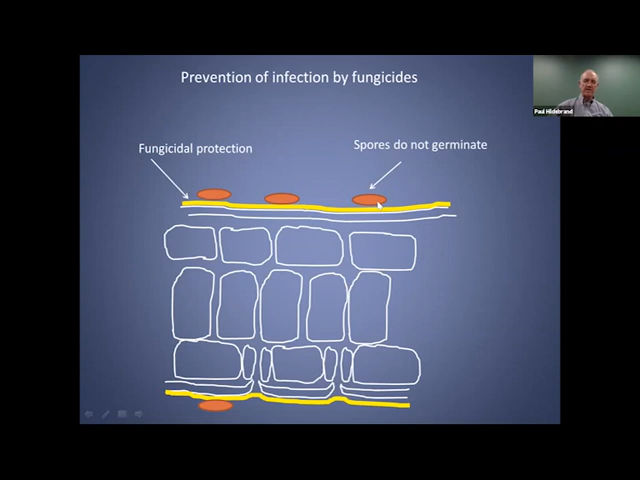 Prevention of infection by fungicides
Paul Hildebrand
Fungicidal protection
Spores do not germinate